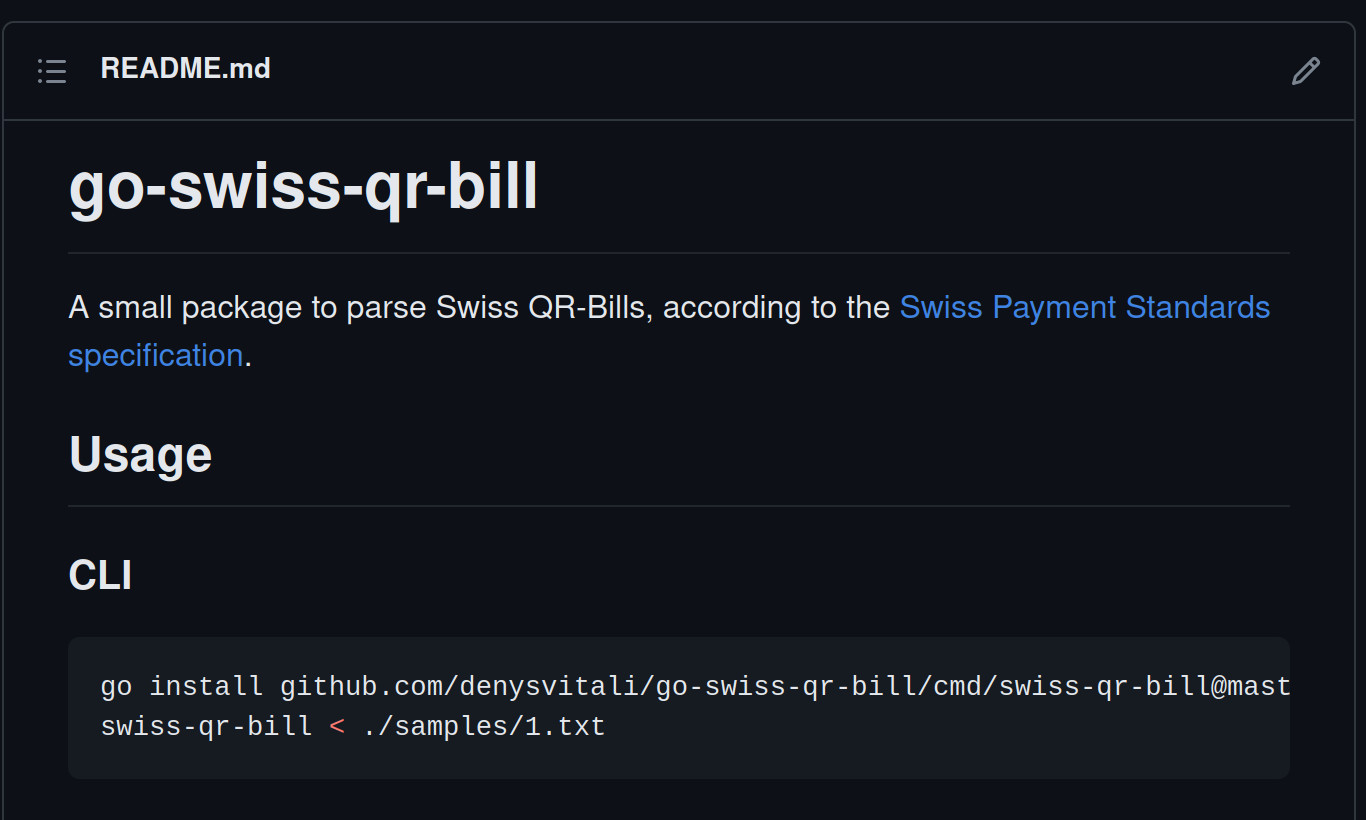 README.md
go-swiss-qr-bill
A small package to parse Swiss QR-Bills, according to the Swiss Payment Standards
specification.
Usage
CLI
go install github.com/denysvitali/go-swiss-qr-bill/cmd/swiss-qr-bill@mast
swiss-qr-bill < ./samples/1.txt